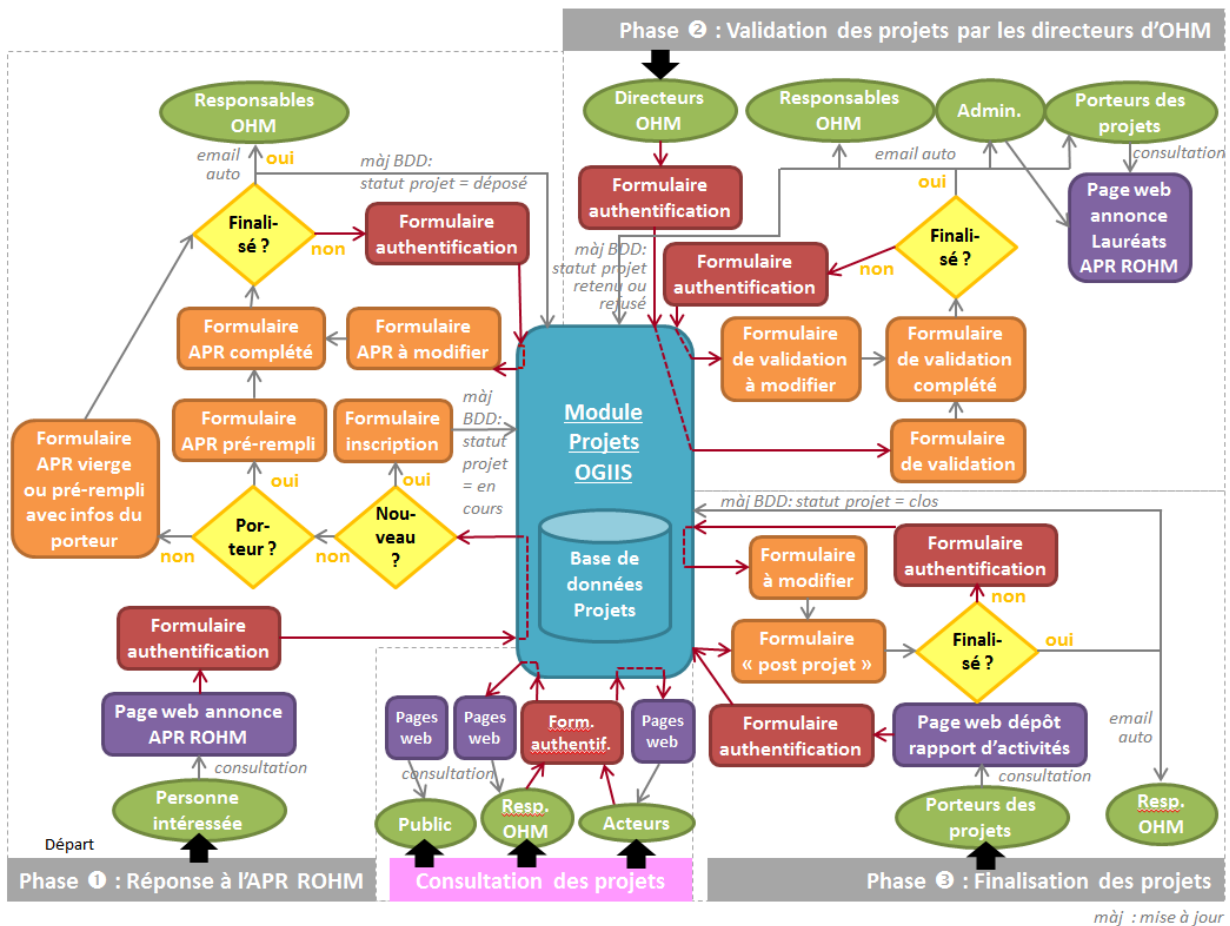 Phase ❷ : Validation des projets par les directeurs d'OHM
Responsables
OHM
email
auto
oui
màj BDD:
statut projet = déposé
Finali-
sé ?
non
Formulaire
authentification
Formulaire
APR complété
Formulaire
APR à modifier
Formulaire
APR pré-rempli
Formulaire
inscription
màj
BDD:
statut
projet
= en
cours
Formulaire
APR vierge
ou pré-rempli
avec infos du
porteur
oui
oui
Por-
teur ?
Nou-
veau
?
non
non
Formulaire
authentification
Page web annonce
APR ROHM
consultation
Personne
intéressée
Départ
Phase ❶ : Réponse à l'APR ROHM
Directeurs
OHM
Responsables
OHM
Admin.
Porteurs des
projets
email auto
consultation
oui
Formulaire
authentification
Page web
annonce
Lauréats
APR ROHM
màj BDD:
statut projet
retenu ou
refusé
Formulaire
authentification
Finali-
sé ?
non
Formulaire
de validation
à modifier
Formulaire
de validation
complété
Formulaire
de validation
Module
Projets
OGIIS
Base de
données
Projets
màj BDD: statut projet = clos
Formulaire
à modifier
Formulaire
authentification
non
Formulaire
« post projet »
Finali-
sé ?
oui
Formulaire
authentification
Page web dépôt
rapport d'activités
email
auto
consultation
Porteurs des
projets
Resp.
OHM
Phase ❸ : Finalisation des projets
Pages
web
Pages
web
Form.
authentif.
Pages
web
consultation
Public
Resp.
OHM
Acteurs
Consultation des projets
màj : mise à jour